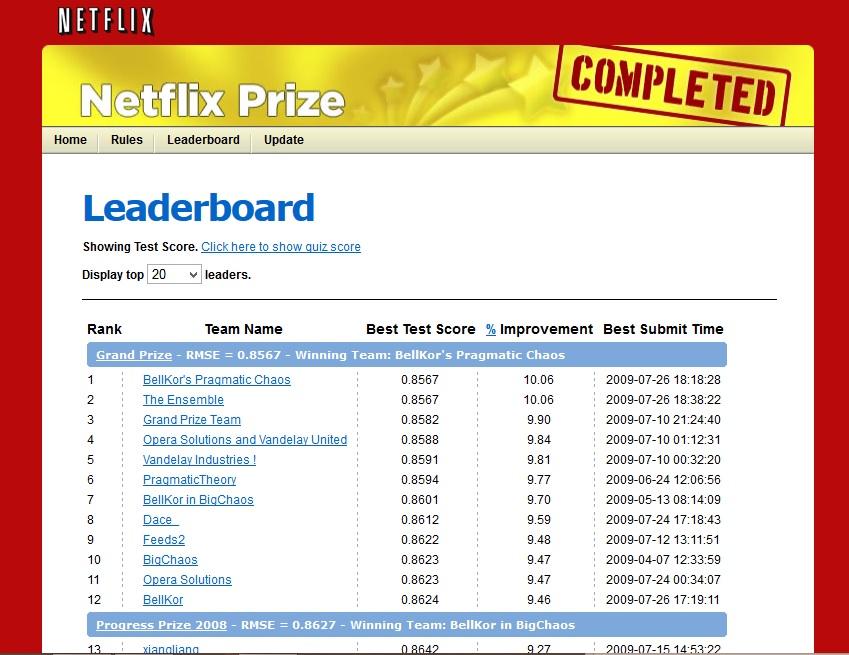 NETFLIX
Netflix Prize
COMPLETED
Home Rules Leaderboard Update
Leaderboard
Showing Test Score. Click here to show quiz score
Display top 20 leaders.
Rank Team Name Best Test Score % Improvement Best Submit Time
Grand Prize - RMSE = 0.8567 - Winning Team: BellKor's Pragmatic Chaos
1 BellKor's Pragmatic Chaos 0.8567 10.06 2009-07-26 18:18:28
2 The Ensemble 0.8567 10.06 2009-07-26 18:38:22
3 Grand Prize Team 0.8582 9.90 2009-07-10 21:24:40
4 Opera Solutions and Vandelay United 0.8588 9.84 2009-07-10 01:12:31
5 Vandelay Industries ! 0.8591 9.81 2009-07-10 00:32:20
6 PragmaticTheory 0.8594 9.77 2009-06-24 12:06:56
7 BellKor in BigChaos 0.8601 9.70 2009-05-13 08:14:09
8 Dace_ 0.8612 9.59 2009-07-24 17:18:43
9 Feeds2 0.8622 9.48 2009-07-12 13:11:51
10 BigChaos 0.8623 9.47 2009-04-07 12:33:59
11 Opera Solutions 0.8623 9.47 2009-07-24 00:34:07
12 BellKor 0.8624 9.46 2009-07-26 17:19:11
Progress Prize 2008 - RMSE = 0.8627 - Winning Team: BellKor in BigChaos
13 xiangliang 0.8642 9.27 2009-07-15 14:53:22